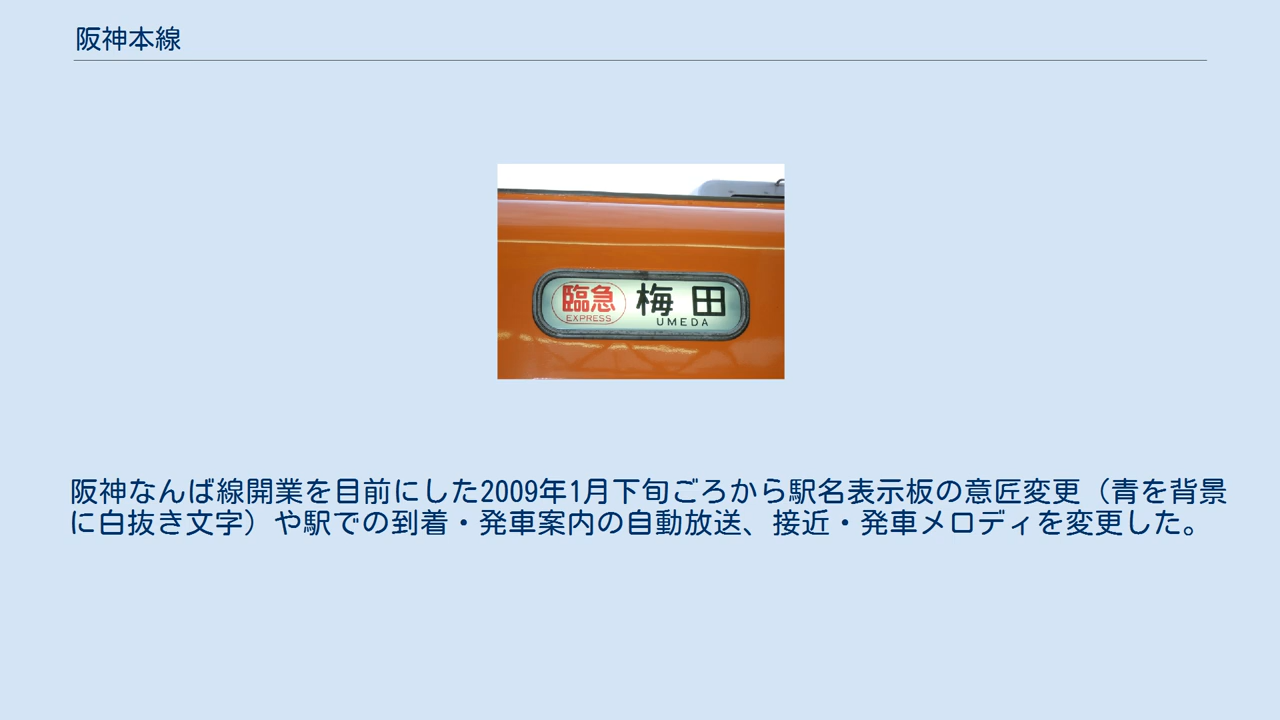 阪神本線
臨急 梅田
EXPRESS UMEDA
阪神なんば線開業を目前にした2009年1月下旬ごろから駅名表示板の意匠変更（青を背景
に白抜き文字）や駅での到着・発車案内の自動放送、接近・発車メロディを変更した。